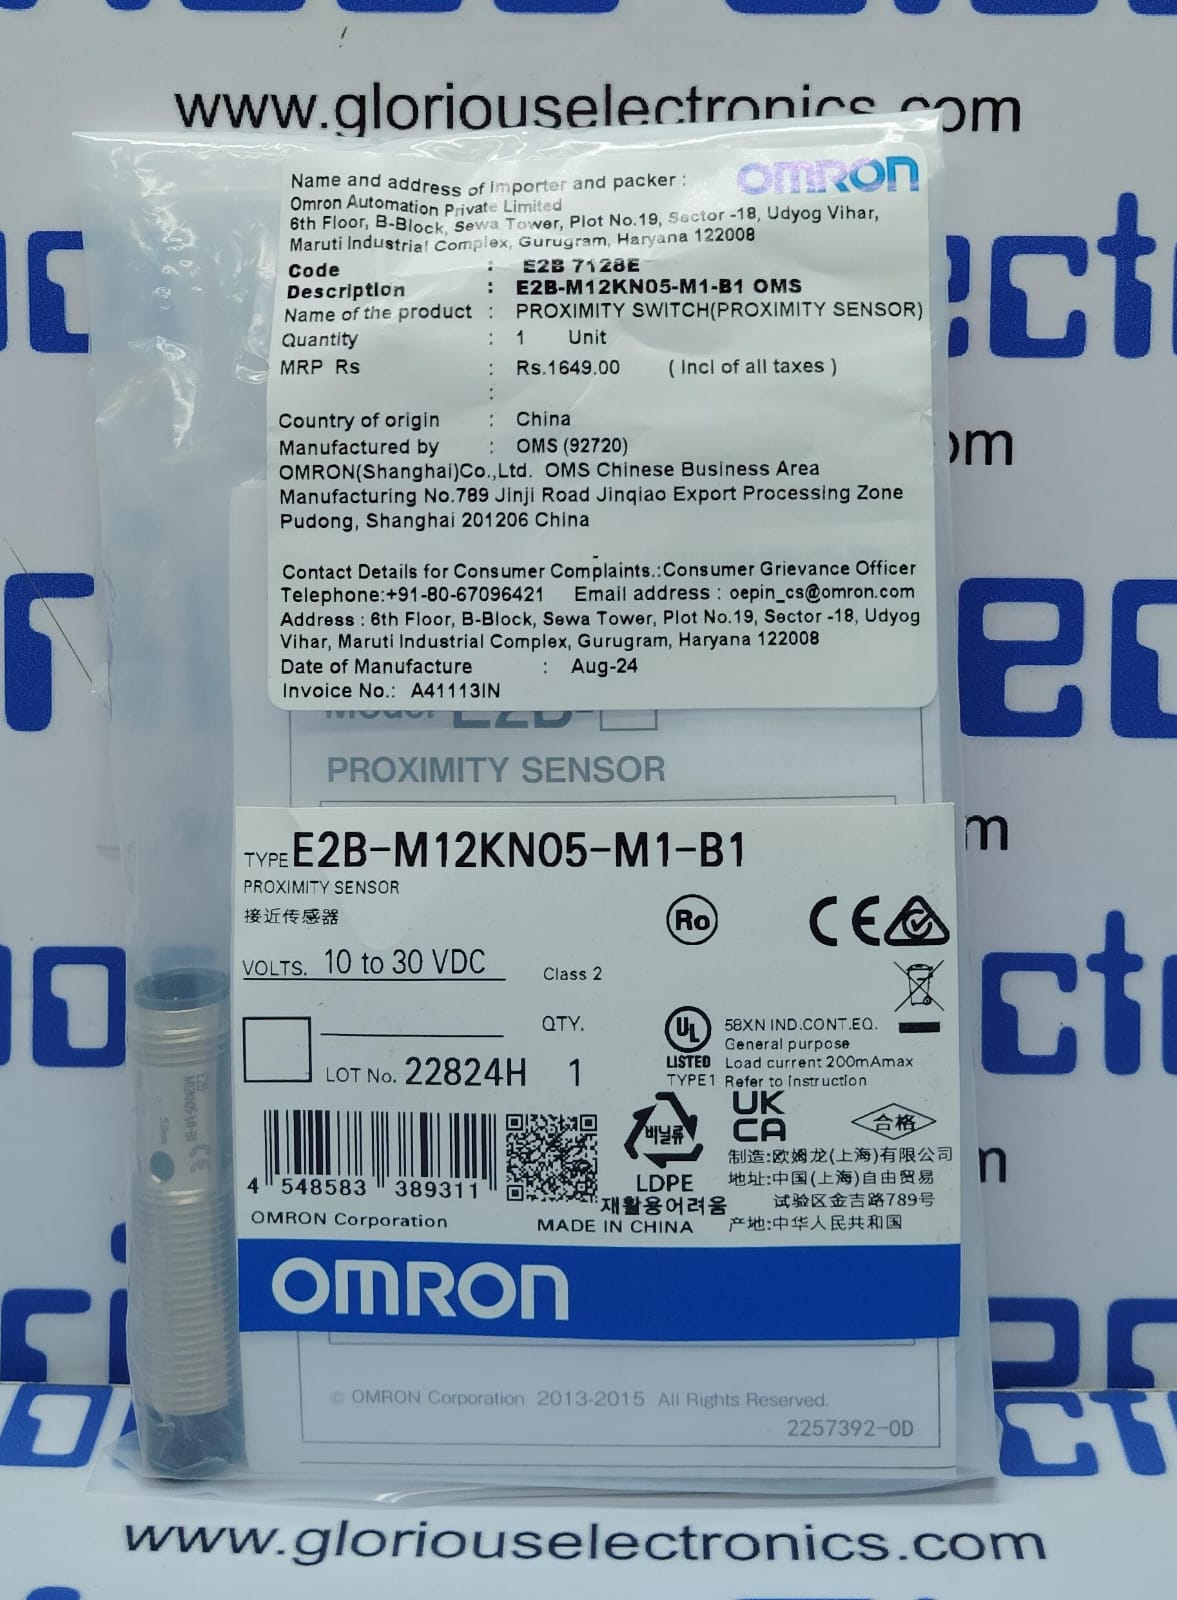 www.gloriouselectronics.com
OMRON
Name and address of importer and packer :
Omron Automation Private Limited
6th Floor, B-Block, Sewa Tower, Plot No.19, Sector -18, Udyog Vihar,
Maruti Industrial Complex, Gurugram, Haryana 122008
Code : E2B 7128E
Description : E2B-M12KN05-M1-B1 OMS
Name of the product : PROXIMITY SWITCH(PROXIMITY SENSOR)
Quantity : 1 Unit
MRP Rs : Rs.1649.00 ( Incl of all taxes )
:
Country of origin : China
Manufactured by : OMS (92720)
OMRON(Shanghai)Co.,Ltd. OMS Chinese Business Area
Manufacturing No.789 Jinji Road Jinqiao Export Processing Zone
Pudong, Shanghai 201206 China
Contact Details for Consumer Complaints.:Consumer Grievance Officer
Telephone:+91-80-67096421 Email address : oepin_cs@omron.com
Address : 6th Floor, B-Block, Sewa Tower, Plot No.19, Sector -18, Udyog
Vihar, Maruti Industrial Complex, Gurugram, Haryana 122008
Date of Manufacture : Aug-24
Invoice No.: A41113IN
Model E2B-
PROXIMITY SENSOR
TYPE E2B-M12KN05-M1-B1
PROXIMITY SENSOR
接近传感器
Ro
CE
VOLTS. 10 to 30 VDC Class 2
QTY.
LOT No. 22824H 1
UL
LISTED
TYPE1
58XN IND.CONT.EQ.
General purpose
Load current 200mAmax
Refer to instruction
UK
CA
合格
비닐류
LDPE
재활용어려움
制造:欧姆龙(上海)有限公司
地址:中国(上海)自由贸易
试验区金吉路789号
产地:中华人民共和国
4 548583 389311
OMRON Corporation
MADE IN CHINA
OMRON
© OMRON Corporation 2013-2015 All Rights Reserved.
2257392-0D
E2B
M12KN05-M1-B1
CE
www.gloriouselectronics.com